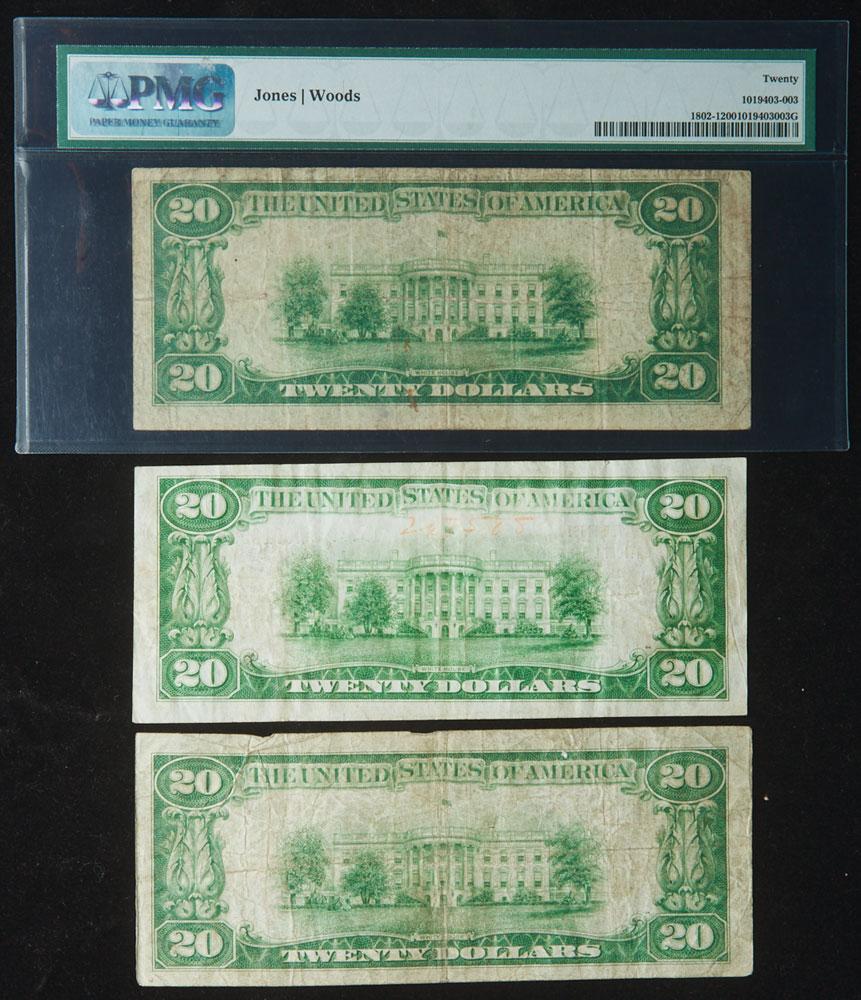 PMG
PAPER MONEY GUARANTY
Jones | Woods
Twenty
1019403-003
1802-12001019403003G
20 THE UNITED STATES OF AMERICA 20
WHITE HOUSE
20 TWENTY DOLLARS 20
20 THE UNITED STATES OF AMERICA 20
WHITE HOUSE
20 TWENTY DOLLARS 20
20 THE UNITED STATES OF AMERICA 20
WHITE HOUSE
20 TWENTY DOLLARS 20